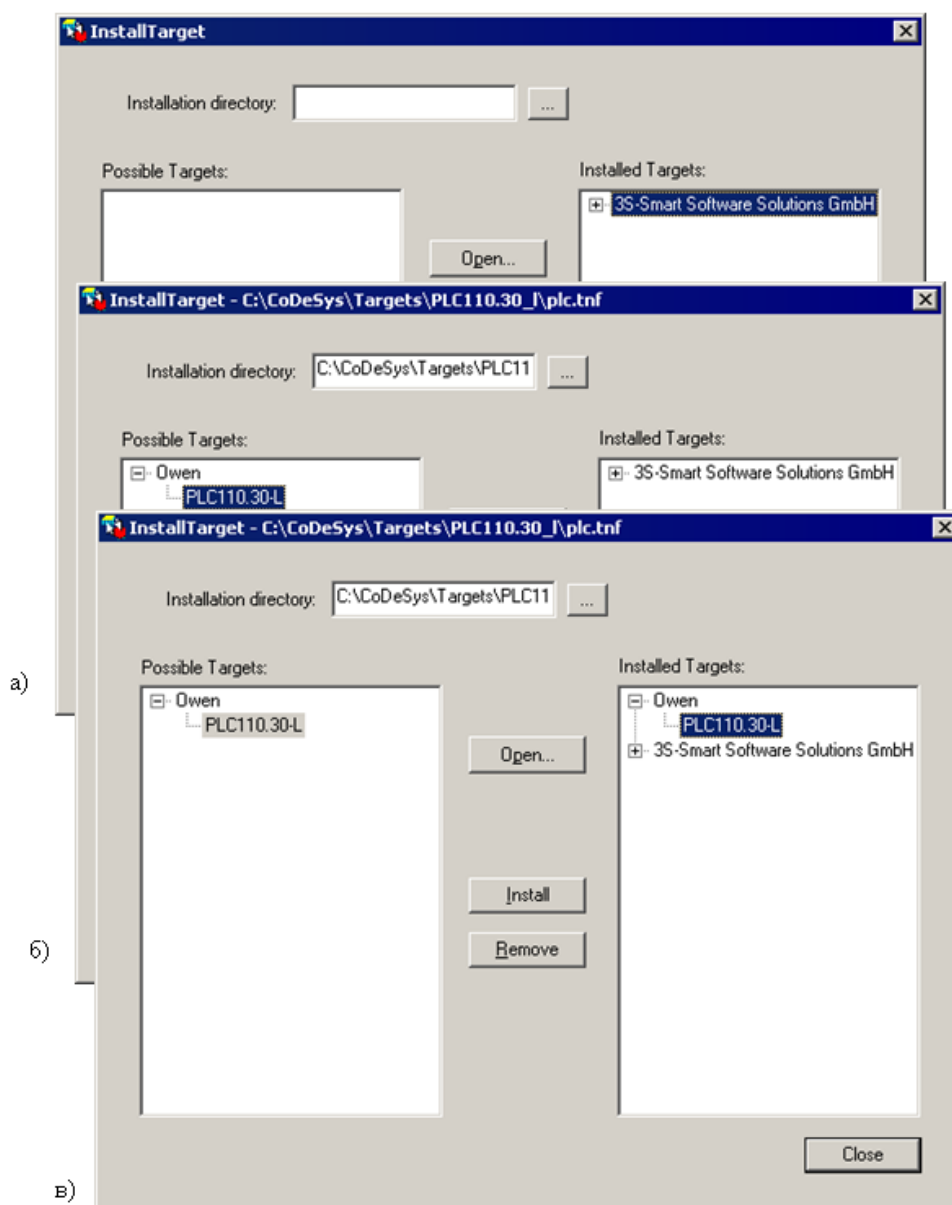 InstallTarget
Installation directory:
...
Possible Targets:
Installed Targets:
3S-Smart Software Solutions GmbH
Open...
InstallTarget - C:\CoDeSys\Targets\PLC110.30_l\plc.tnf
Installation directory:
C:\CoDeSys\Targets\PLC11
...
Possible Targets:
Installed Targets:
Owen
PLC110.30-L
3S-Smart Software Solutions GmbH
InstallTarget - C:\CoDeSys\Targets\PLC110.30_l\plc.tnf
Installation directory:
C:\CoDeSys\Targets\PLC11
...
Possible Targets:
Installed Targets:
а)
Owen
PLC110.30-L
Owen
PLC110.30-L
3S-Smart Software Solutions GmbH
Open...
Install
Remove
б)
Close
в)